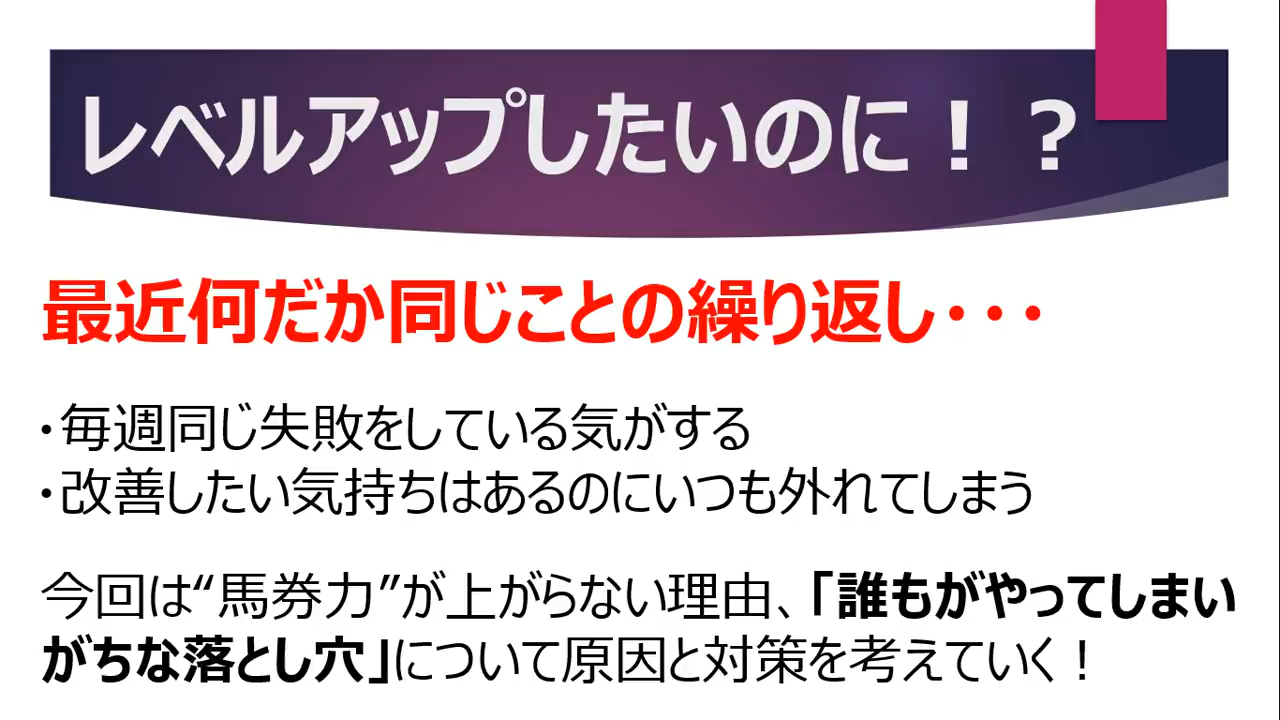 レベルアップしたいのに！？
最近何だか同じことの繰り返し・・・
・毎週同じ失敗をしている気がする
・改善したい気持ちはあるのにいつも外れてしまう
今回は“馬券力”が上がらない理由、「誰もがやってしまい
がちな落とし穴」について原因と対策を考えていく！